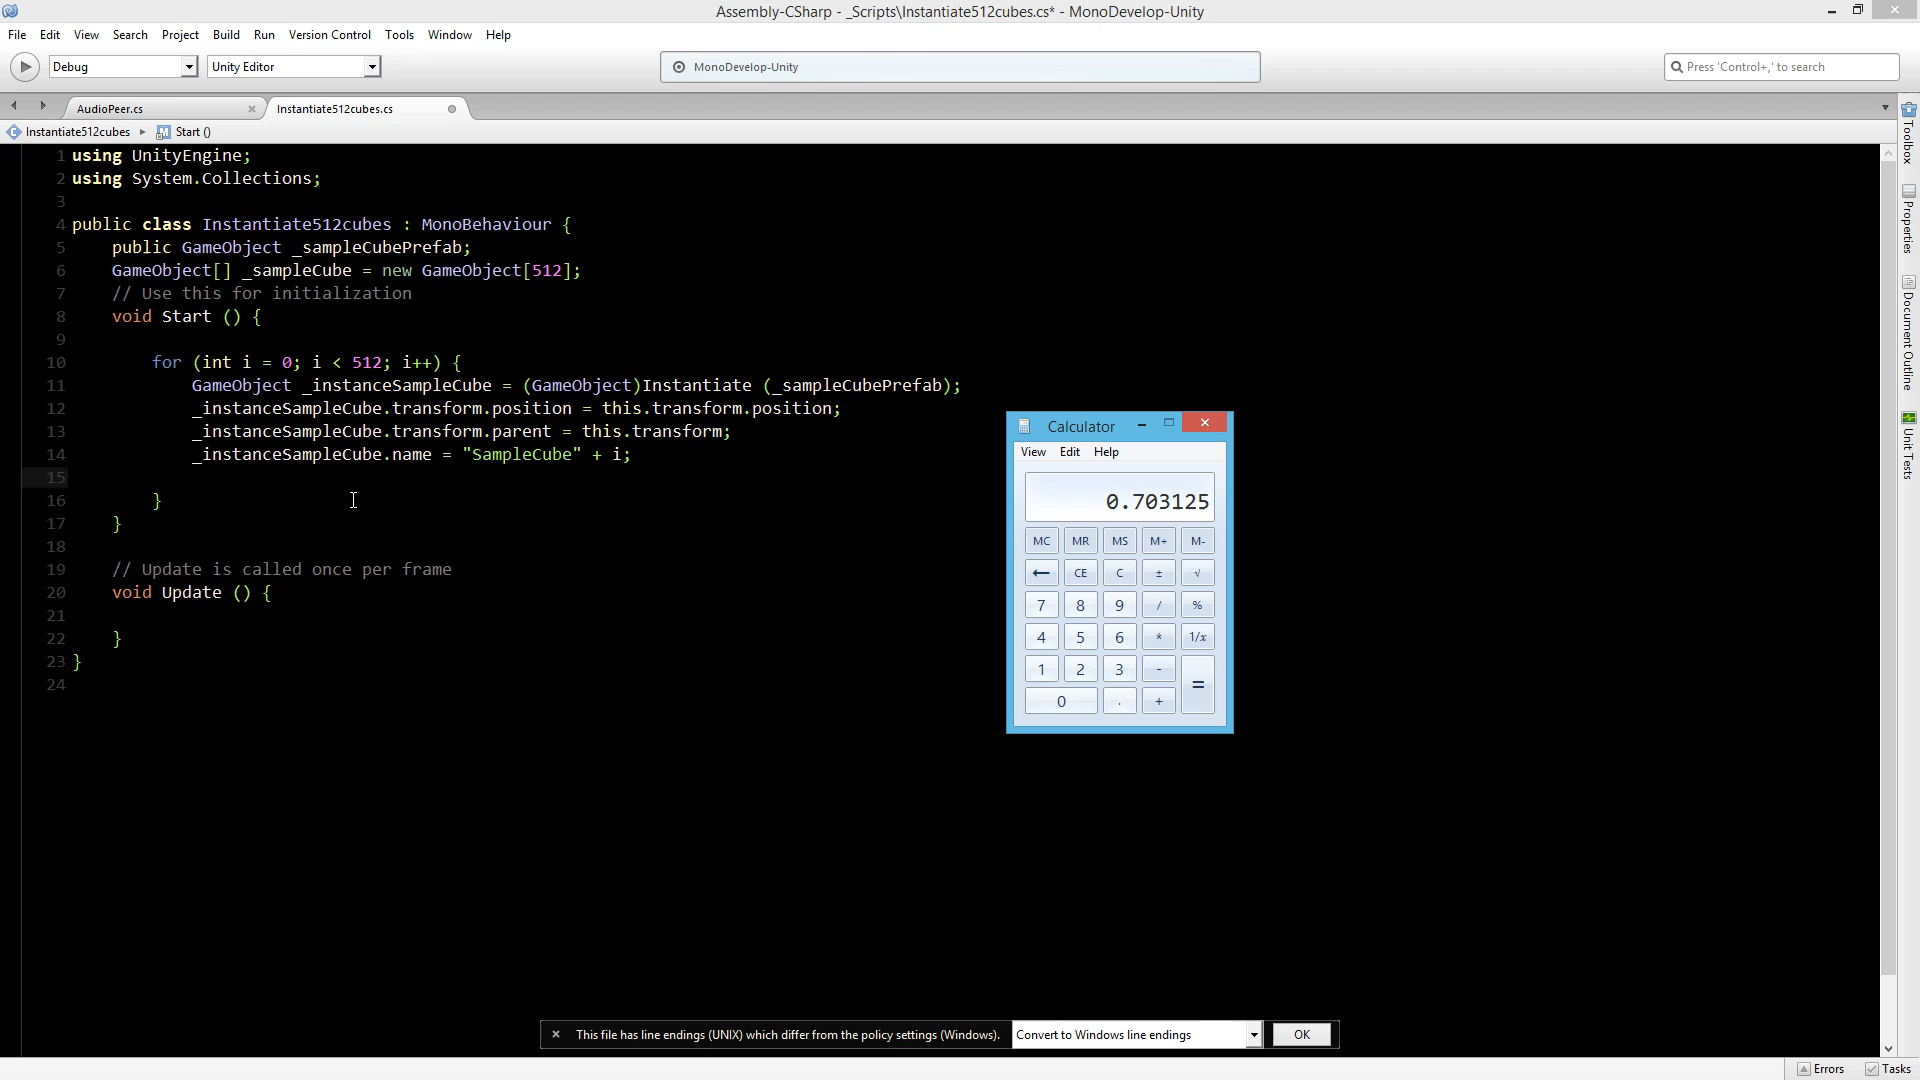 Assembly-CSharp - _Scripts\Instantiate512cubes.cs* - MonoDevelop-Unity
File Edit View Search Project Build Run Version Control Tools Window Help
Debug Unity Editor MonoDevelop-Unity Press 'Control+,' to search
AudioPeer.cs Instantiate512cubes.cs
Instantiate512cubes Start ()
1 using UnityEngine;
2 using System.Collections;
3
4 public class Instantiate512cubes : MonoBehaviour {
5 public GameObject _sampleCubePrefab;
6 GameObject[] _sampleCube = new GameObject[512];
7 // Use this for initialization
8 void Start () {
9
10 for (int i = 0; i < 512; i++) {
11 GameObject _instanceSampleCube = (GameObject)Instantiate (_sampleCubePrefab);
12 _instanceSampleCube.transform.position = this.transform.position;
13 _instanceSampleCube.transform.parent = this.transform;
14 _instanceSampleCube.name = "SampleCube" + i;
15
16 }
17 }
18
19 // Update is called once per frame
20 void Update () {
21
22 }
23 }
24
Calculator
View Edit Help
0.703125
MC MR MS M+ M-
← CE C ± √
7 8 9 / %
4 5 6 * 1/x
1 2 3 - =
0 . +
Toolbox
Properties
Document Outline
Unit Tests
This file has line endings (UNIX) which differ from the policy settings (Windows). Convert to Windows line endings OK
Errors Tasks